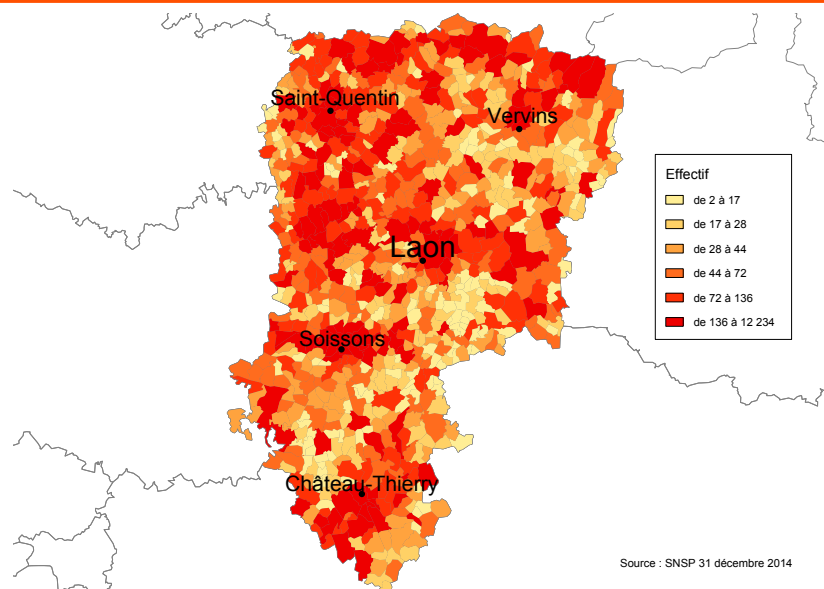 Saint-Quentin
Vervins
Laon
Soissons
Château-Thierry
Effectif
de 2 à 17
de 17 à 28
de 28 à 44
de 44 à 72
de 72 à 136
de 136 à 12 234
Source : SNSP 31 décembre 2014